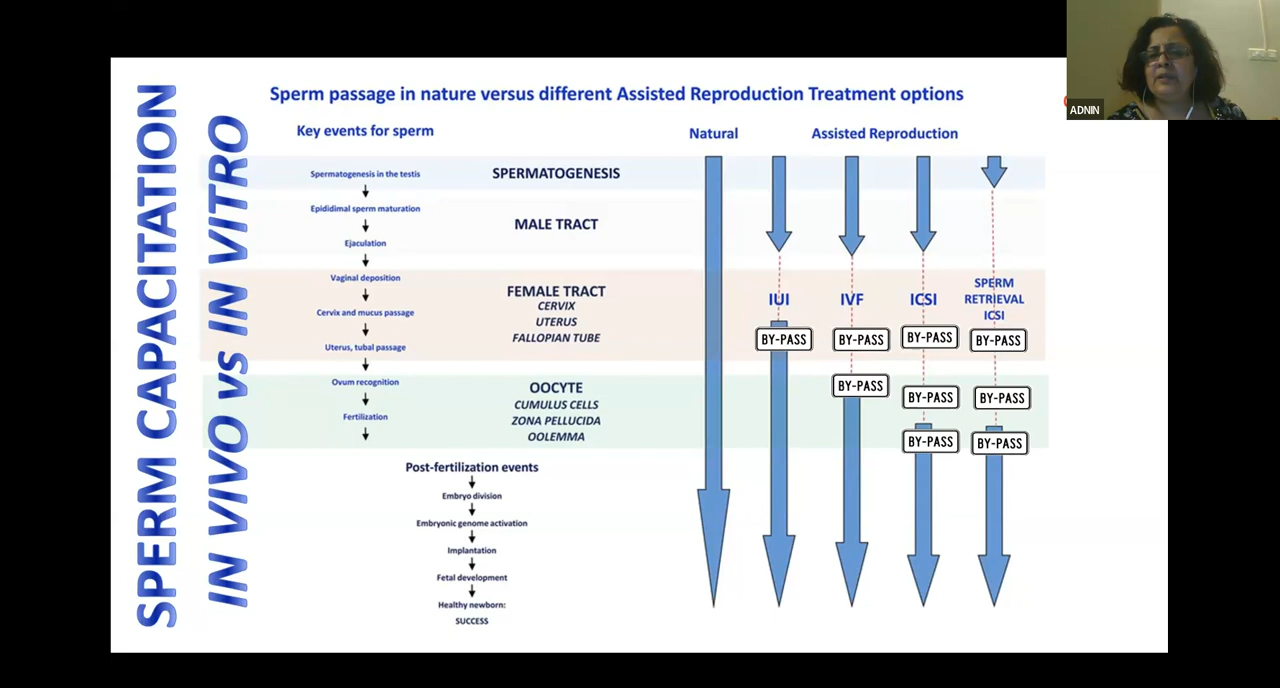 SPERM CAPACITATION
IN VIVO vs IN VITRO
Sperm passage in nature versus different Assisted Reproduction Treatment options
Key events for sperm
Natural
Assisted Reproduction
Spermatogenesis in the testis
SPERMATOGENESIS
Epididimal sperm maturation
MALE TRACT
Ejaculation
Vaginal deposition
FEMALE TRACT
CERVIX
UTERUS
FALLOPIAN TUBE
Cervix and mucus passage
Uterus, tubal passage
IUI
IVF
ICSI
SPERM
RETRIEVAL
ICSI
BY-PASS
BY-PASS
BY-PASS
BY-PASS
Ovum recognition
OOCYTE
CUMULUS CELLS
ZONA PELLUCIDA
OOLEMMA
Fertilization
BY-PASS
BY-PASS
BY-PASS
BY-PASS
BY-PASS
Post-fertilization events
Embryo division
Embryonic genome activation
Implantation
Fetal development
Healthy newborn:
SUCCESS
ADNIN